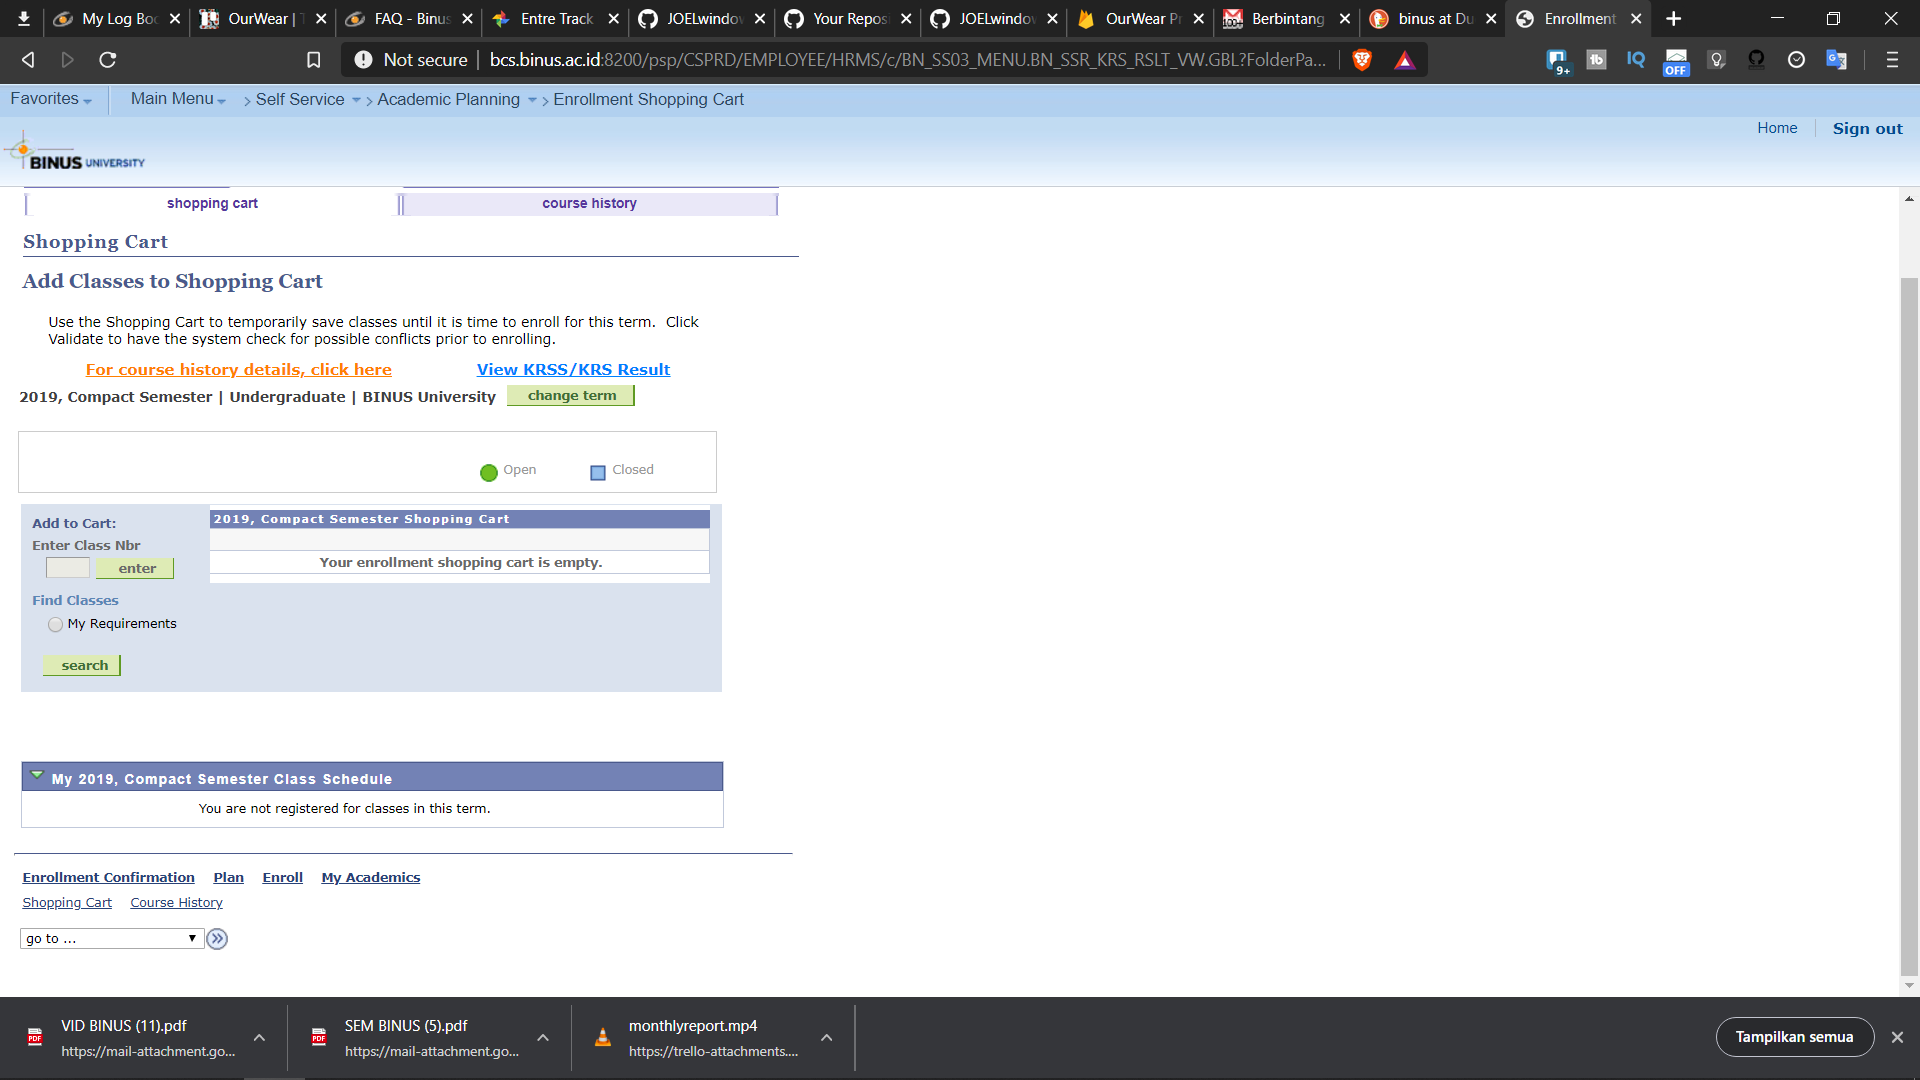 My Log Boo
OurWear | T
FAQ - Binus
Entre Track
JOELwindow
Your Reposi
JOELwindow
OurWear Pr
Berbintang
binus at Du
Enrollment
Not secure
bcs.binus.ac.id:8200/psp/CSPRD/EMPLOYEE/HRMS/c/BN_SS03_MENU.BN_SSR_KRS_RSLT_VW.GBL?FolderPa...
9+
OFF
Favorites
Main Menu
Self Service
Academic Planning
Enrollment Shopping Cart
Home
Sign out
BINUS UNIVERSITY
shopping cart
course history
Shopping Cart
Add Classes to Shopping Cart
Use the Shopping Cart to temporarily save classes until it is time to enroll for this term.  Click
Validate to have the system check for possible conflicts prior to enrolling.
For course history details, click here
View KRSS/KRS Result
2019, Compact Semester | Undergraduate | BINUS University
change term
Open
Closed
Add to Cart:
Enter Class Nbr
enter
Find Classes
My Requirements
search
2019, Compact Semester Shopping Cart
Your enrollment shopping cart is empty.
My 2019, Compact Semester Class Schedule
You are not registered for classes in this term.
Enrollment Confirmation
Plan
Enroll
My Academics
Shopping Cart
Course History
go to ...
VID BINUS (11).pdf
https://mail-attachment.go...
SEM BINUS (5).pdf
https://mail-attachment.go...
monthlyreport.mp4
https://trello-attachments....
Tampilkan semua